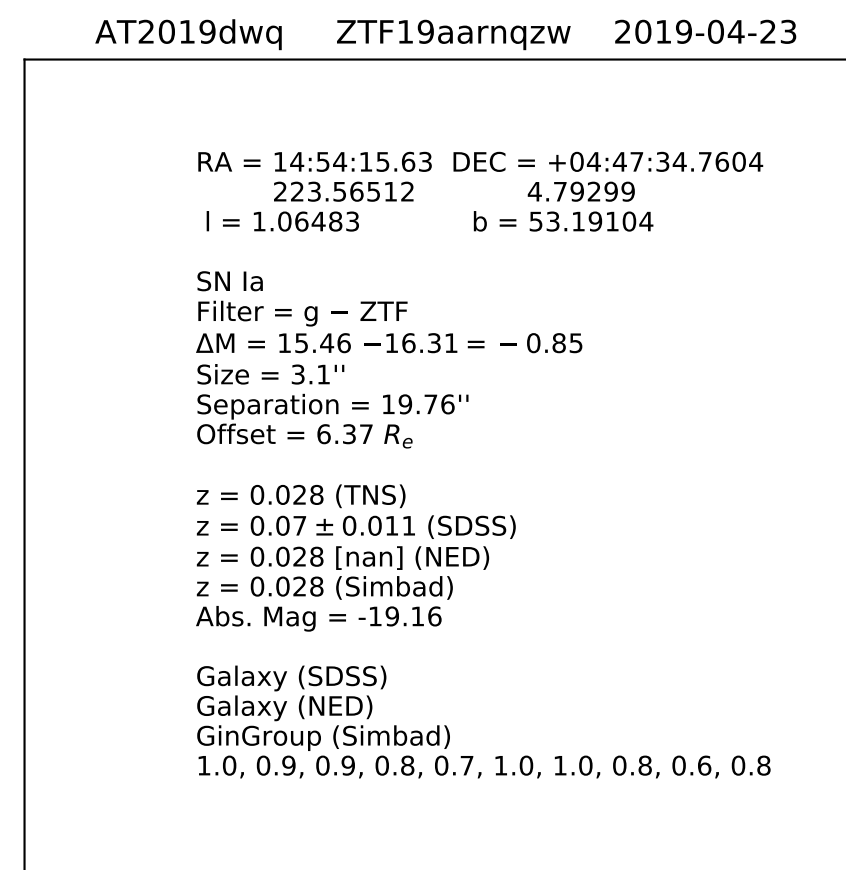 AT2019dwq ZTF19aarnqzw 2019-04-23
RA = 14:54:15.63 DEC = +04:47:34.7604
223.56512 4.79299
l = 1.06483 b = 53.19104
SN Ia
Filter = g − ZTF
ΔM = 15.46 −16.31 = − 0.85
Size = 3.1''
Separation = 19.76''
Offset = 6.37 Rₑ
z = 0.028 (TNS)
z = 0.07 ± 0.011 (SDSS)
z = 0.028 [nan] (NED)
z = 0.028 (Simbad)
Abs. Mag = -19.16
Galaxy (SDSS)
Galaxy (NED)
GinGroup (Simbad)
1.0, 0.9, 0.9, 0.8, 0.7, 1.0, 1.0, 0.8, 0.6, 0.8